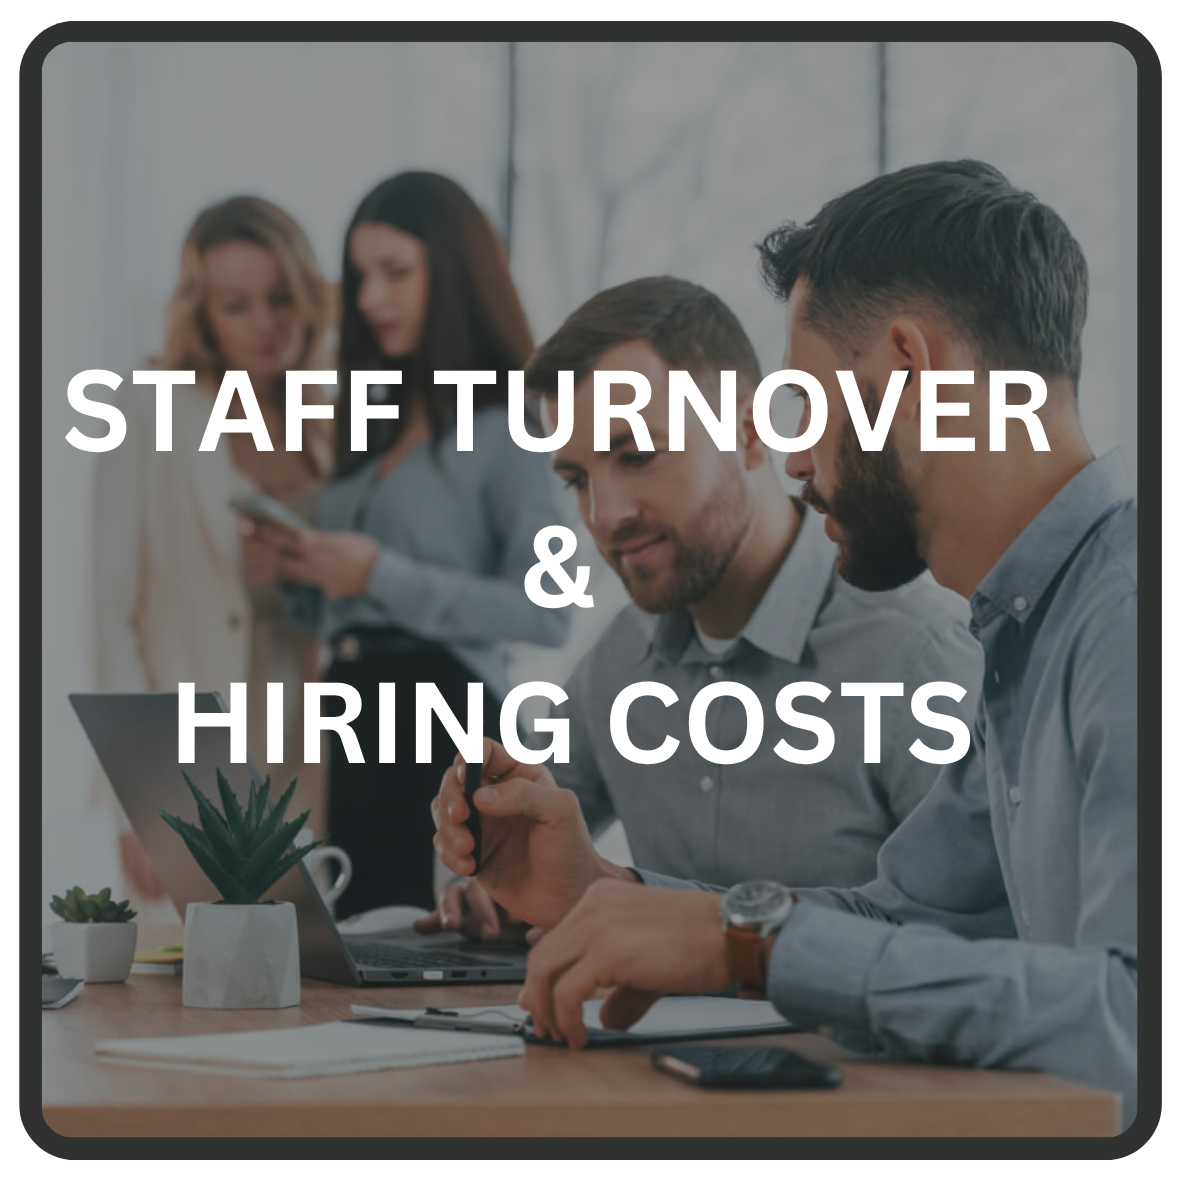 STAFF TURNOVER
&
HIRING COSTS